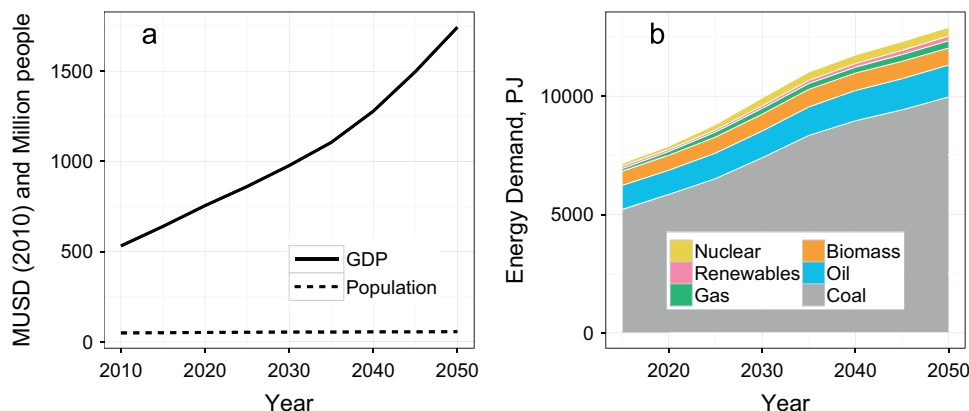 a
MUSD (2010) and Million people
1500
1000
500
0
GDP
Population
2010 2020 2030 2040 2050
Year
b
Energy Demand, PJ
10000
5000
0
Nuclear Biomass
Renewables Oil
Gas Coal
2020 2030 2040 2050
Year